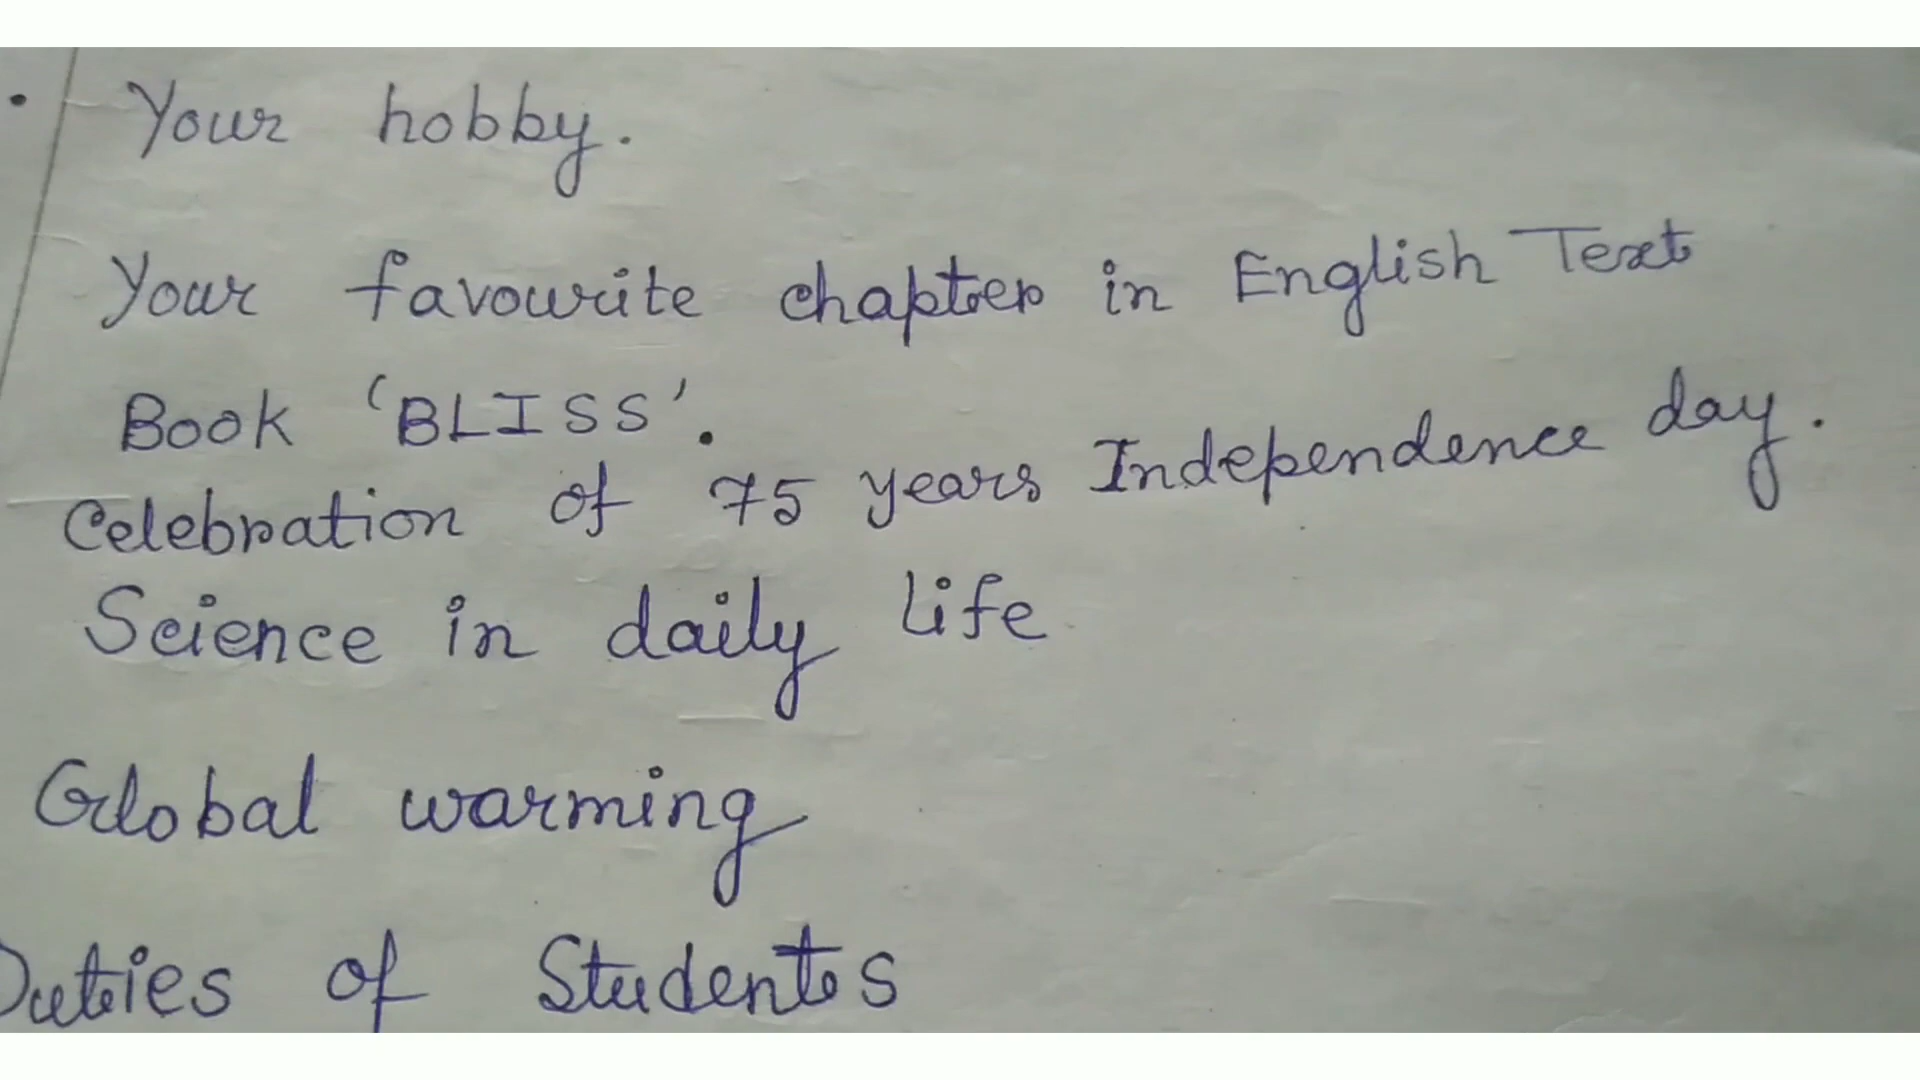 Your hobby.
Your favourite chapter in English Text
Book 'BLISS'.
Celebration of 75 years Independence day.
Science in daily life
Global warming
Duties of Students